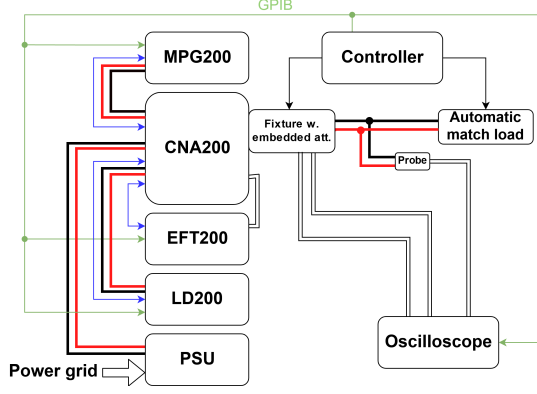 GPIB
MPG200
Controller
CNA200
Fixture w.
embedded att.
Automatic
match load
Probe
EFT200
LD200
Oscilloscope
PSU
Power grid